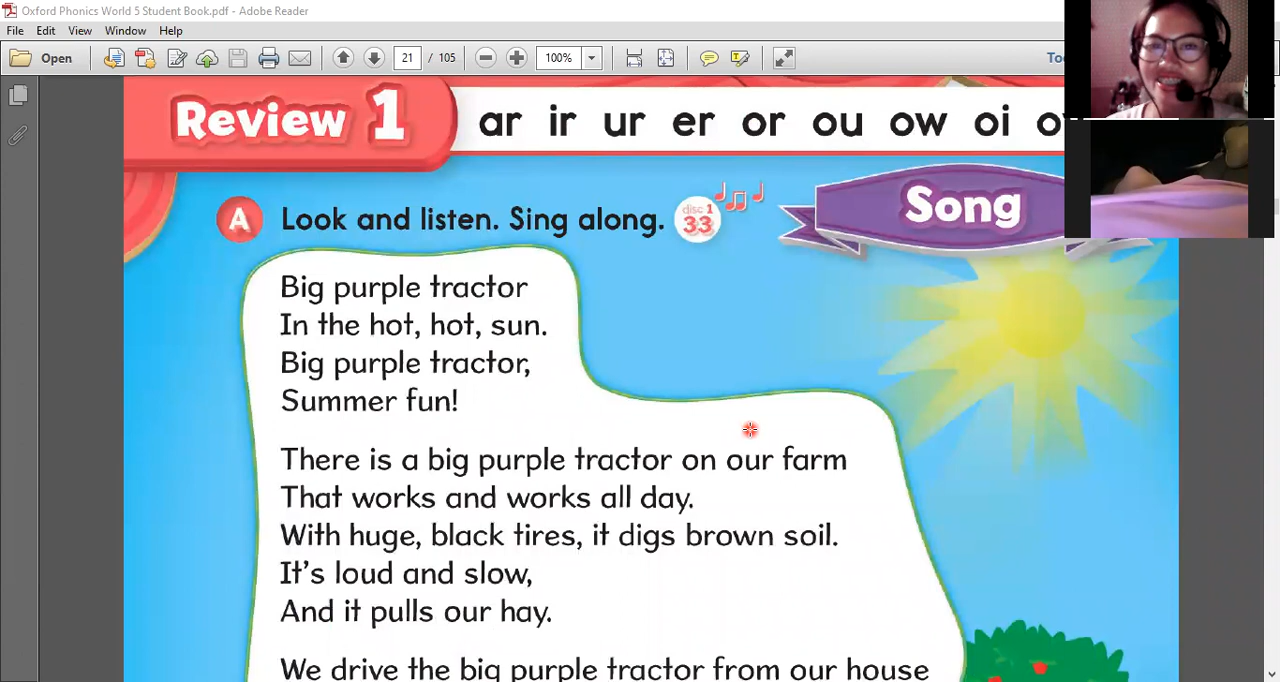 Oxford Phonics World 5 Student Book.pdf - Adobe Reader
File Edit View Window Help
Open 21 / 105 100%
Review 1 ar ir ur er or ou ow oi
A Look and listen. Sing along. disc 1 33 Song
Big purple tractor
In the hot, hot, sun.
Big purple tractor,
Summer fun!
There is a big purple tractor on our farm
That works and works all day.
With huge, black tires, it digs brown soil.
It's loud and slow,
And it pulls our hay.
We drive the big purple tractor from our house